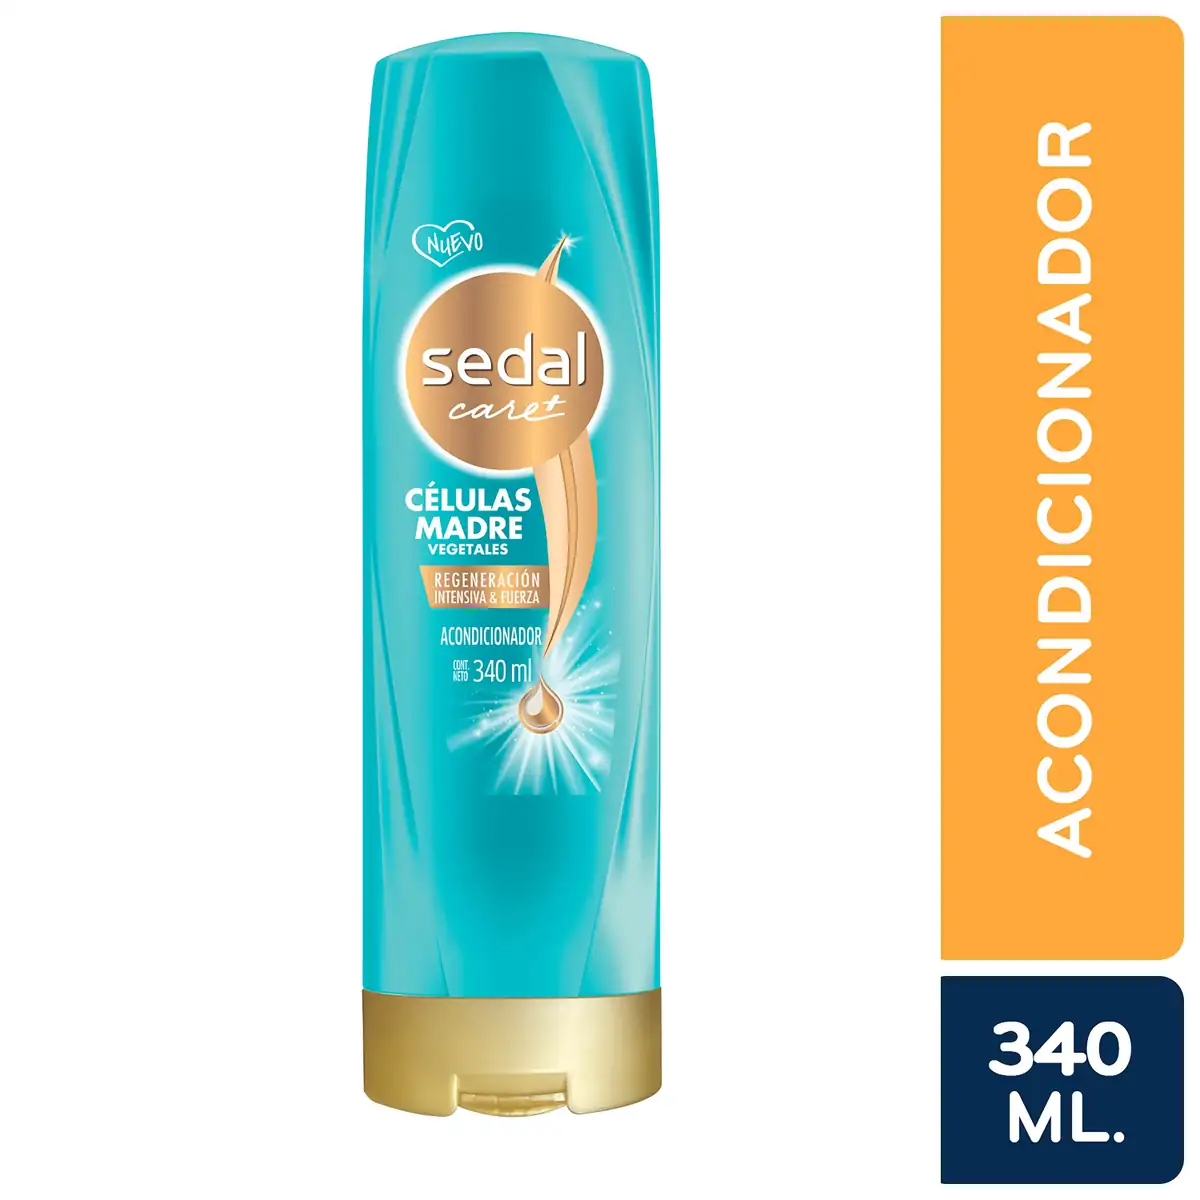 NUEVO
sedal
care+
CÉLULAS
MADRE
VEGETALES
REGENERACIÓN
INTENSIVA & FUERZA
ACONDICIONADOR
CONT.
NETO 340 ml
ACONDICIONADOR
340
ML.